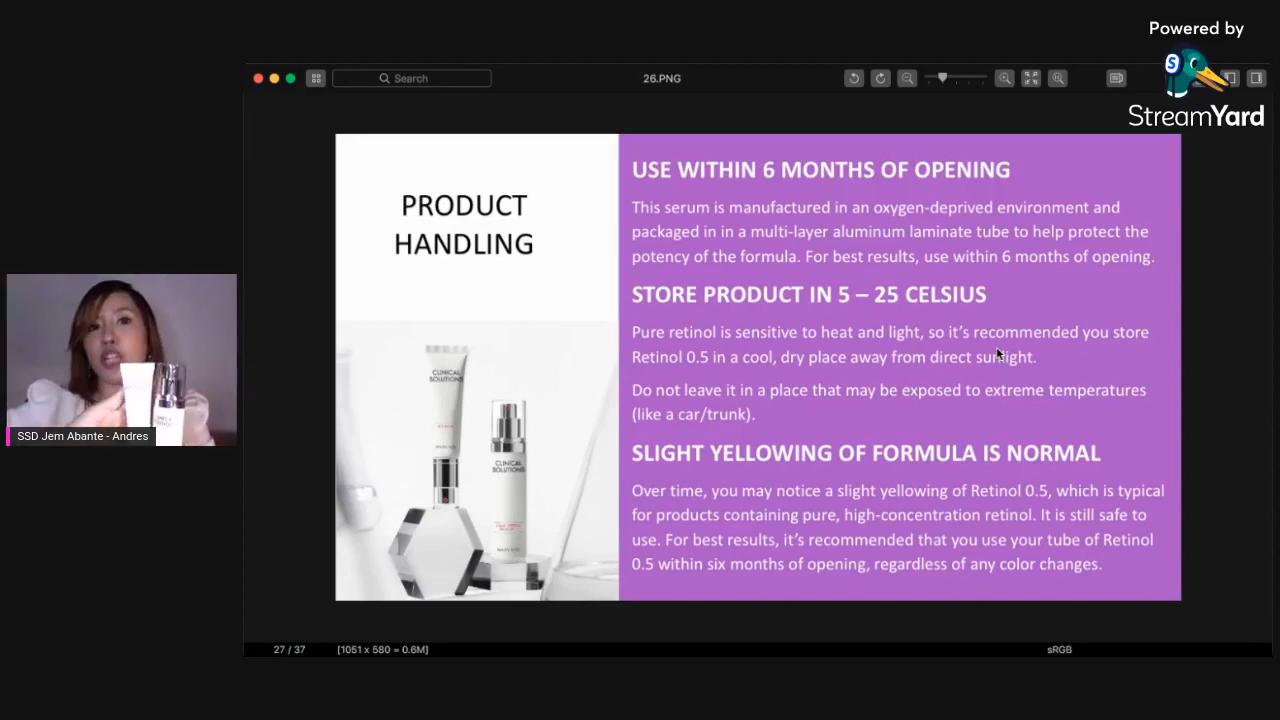 Powered by
StreamYard
Search
26.PNG
PRODUCT
HANDLING
CLINICAL
SOLUTIONS
CLINICAL
SOLUTIONS
USE WITHIN 6 MONTHS OF OPENING
This serum is manufactured in an oxygen-deprived environment and
packaged in in a multi-layer aluminum laminate tube to help protect the
potency of the formula. For best results, use within 6 months of opening.
STORE PRODUCT IN 5 – 25 CELSIUS
Pure retinol is sensitive to heat and light, so it’s recommended you store
Retinol 0.5 in a cool, dry place away from direct sunlight.
Do not leave it in a place that may be exposed to extreme temperatures
(like a car/trunk).
SLIGHT YELLOWING OF FORMULA IS NORMAL
Over time, you may notice a slight yellowing of Retinol 0.5, which is typical
for products containing pure, high-concentration retinol. It is still safe to
use. For best results, it’s recommended that you use your tube of Retinol
0.5 within six months of opening, regardless of any color changes.
SSD Jem Abante - Andres
27 / 37
[1051 x 580 = 0.6M]
sRGB